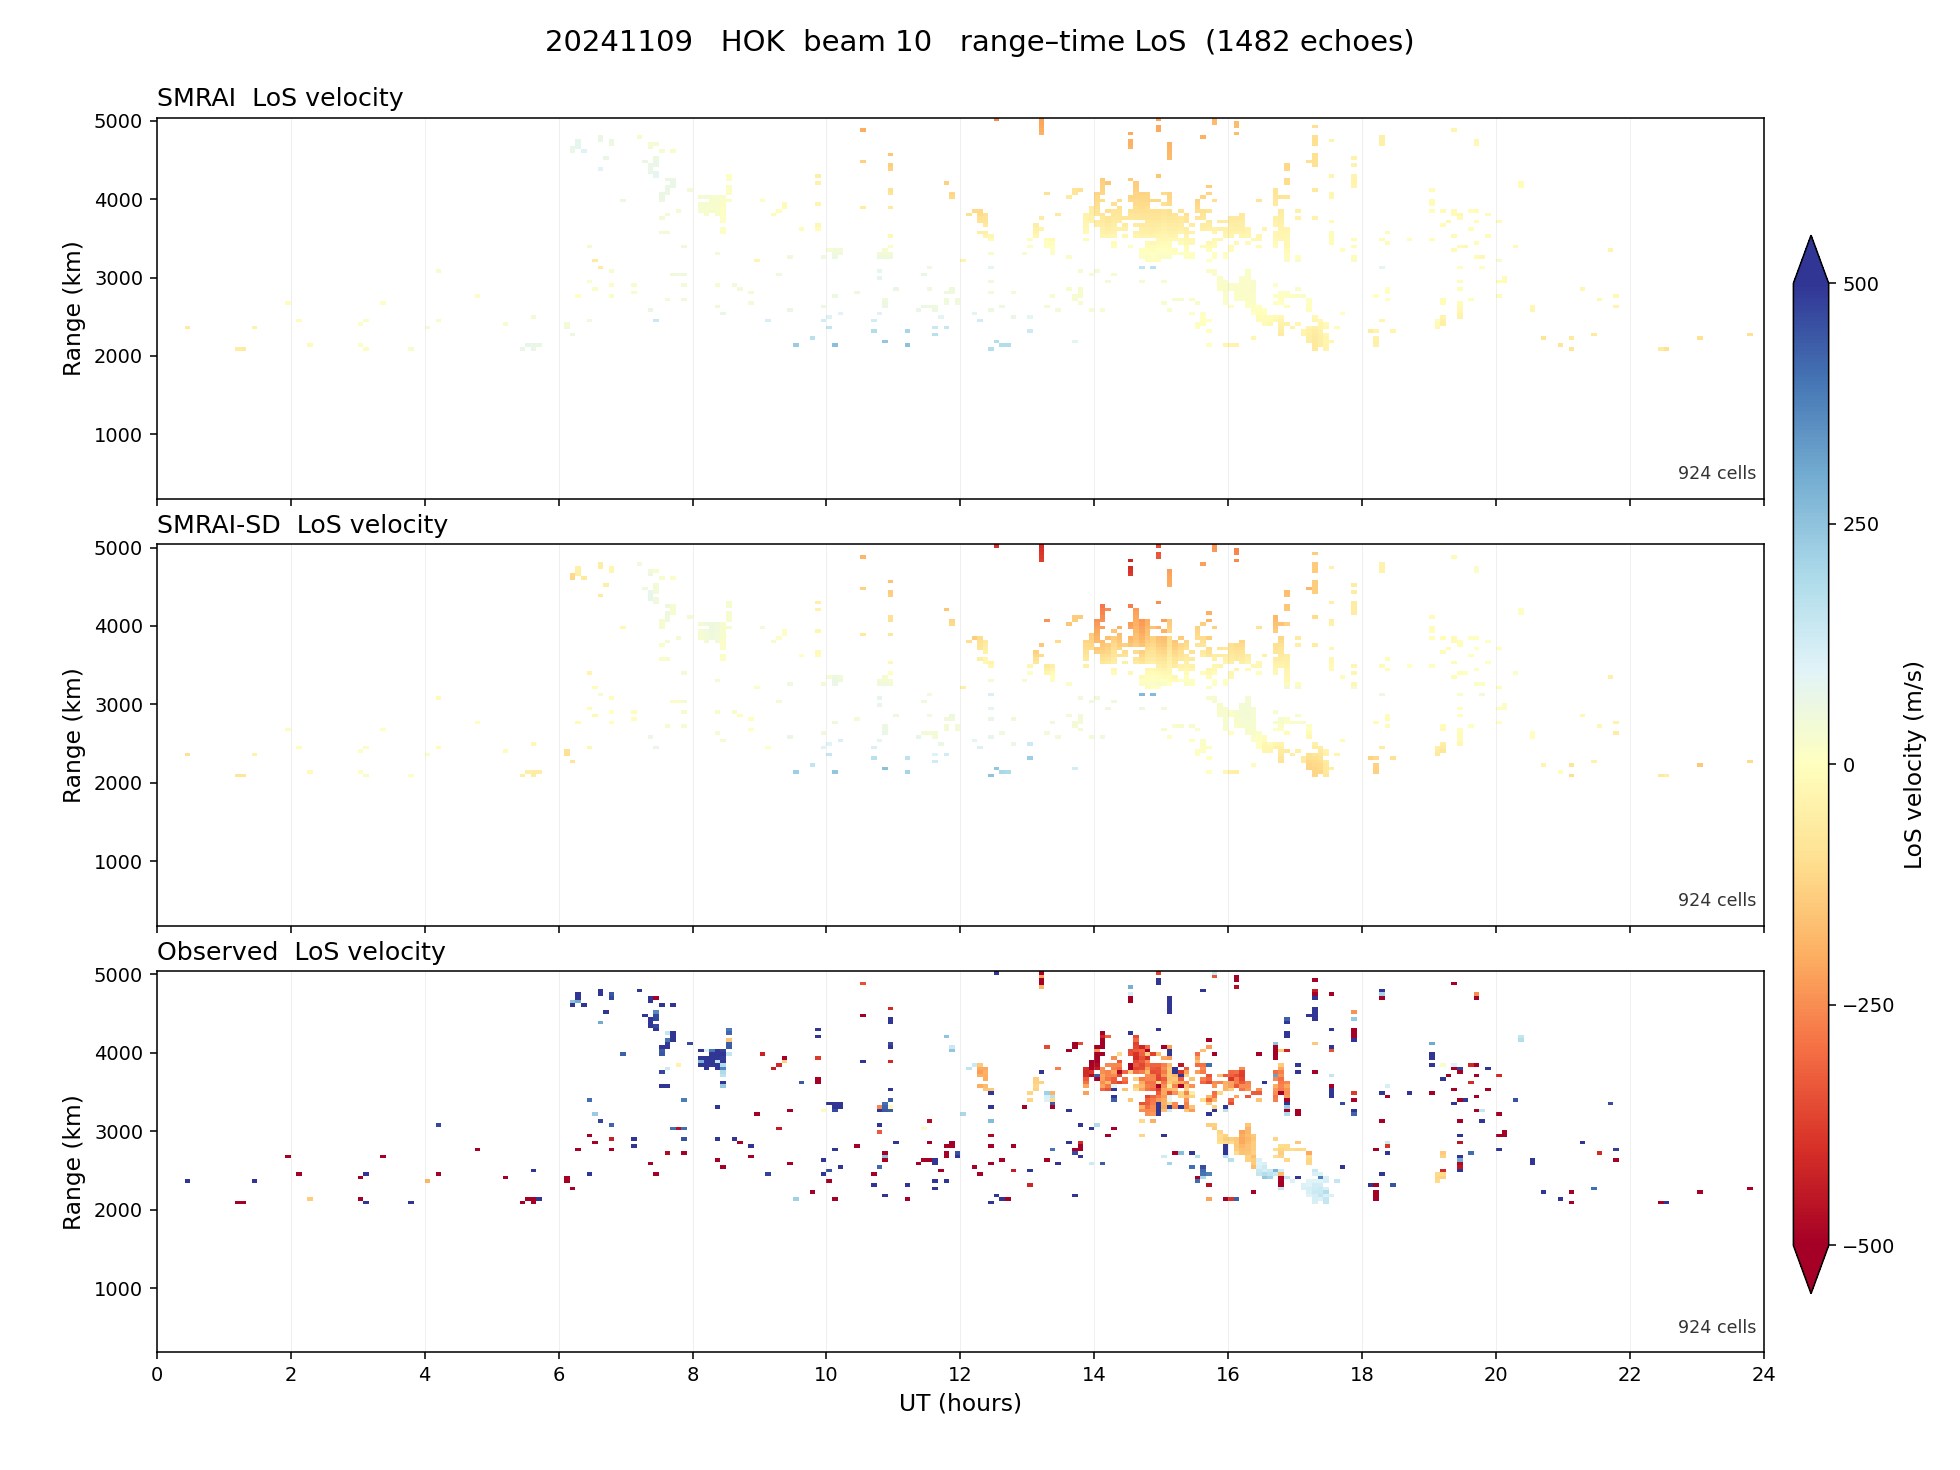 20241109   HOK  beam 10   range–time LoS  (1482 echoes)
SMRAI  LoS velocity
5000
4000
3000
2000
1000
Range (km)
924 cells
SMRAI-SD  LoS velocity
5000
4000
3000
2000
1000
Range (km)
924 cells
Observed  LoS velocity
5000
4000
3000
2000
1000
Range (km)
924 cells
0 2 4 6 8 10 12 14 16 18 20 22 24
UT (hours)
500
250
0
−250
−500
LoS velocity (m/s)